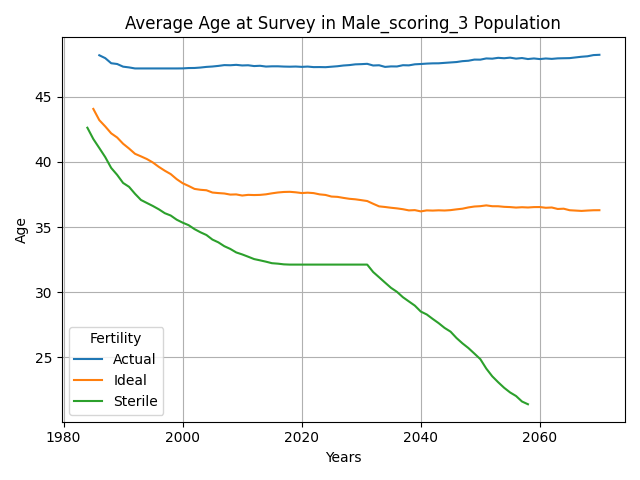 Average Age at Survey in Male_scoring_3 Population
Age
45
40
35
30
25
Fertility
Actual
Ideal
Sterile
1980
2000
2020
2040
2060
Years